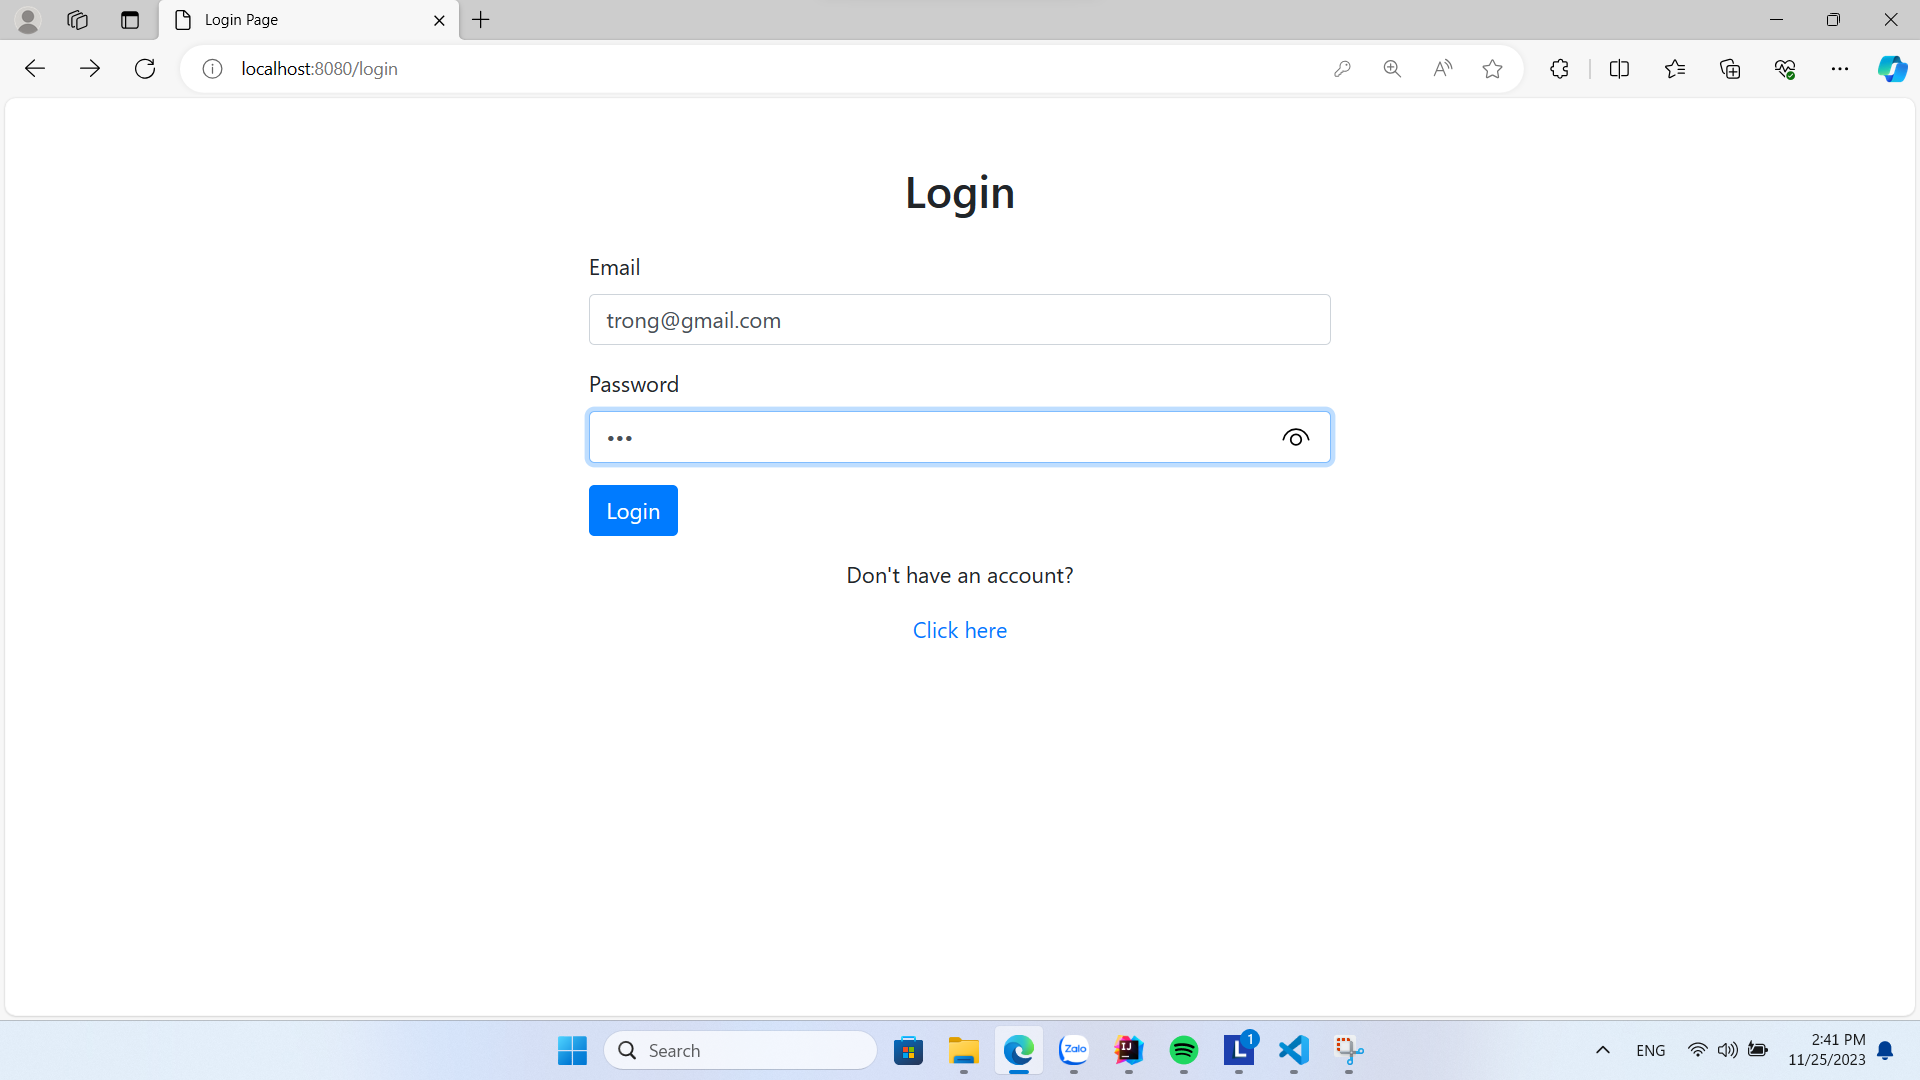 Login Page
localhost:8080/login
Login
Email
trong@gmail.com
Password
•••
Login
Don't have an account?
Click here
Search
Zalo
IJ
L
1
ENG
2:41 PM
11/25/2023